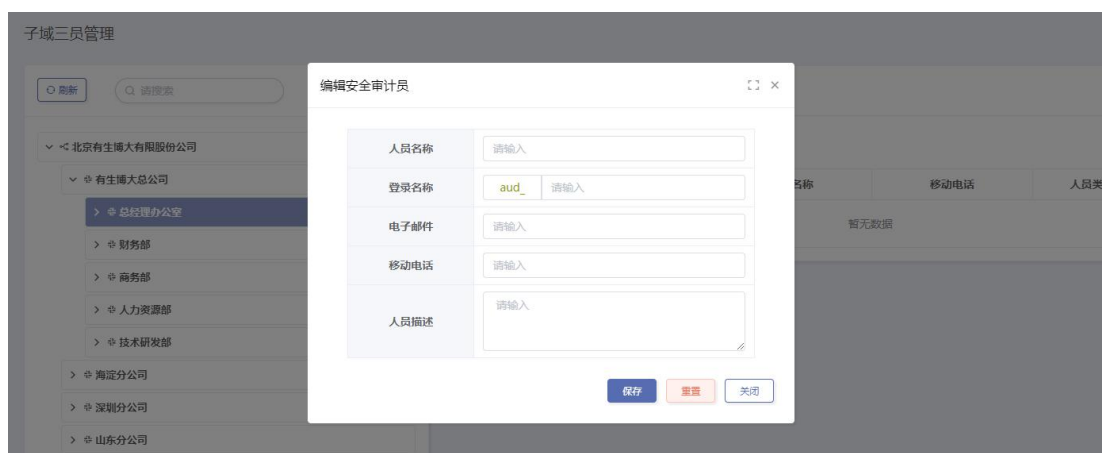 子域三员管理
刷新
请搜索
北京有生博大有限股份公司
有生博大总公司
总经理办公室
财务部
商务部
人力资源部
技术研发部
海淀分公司
深圳分公司
山东分公司
编辑安全审计员
人员名称 请输入
登录名称 aud_ 请输入
电子邮件 请输入
移动电话 请输入
人员描述 请输入
保存 重置 关闭
名称 移动电话 人员类
暂无数据